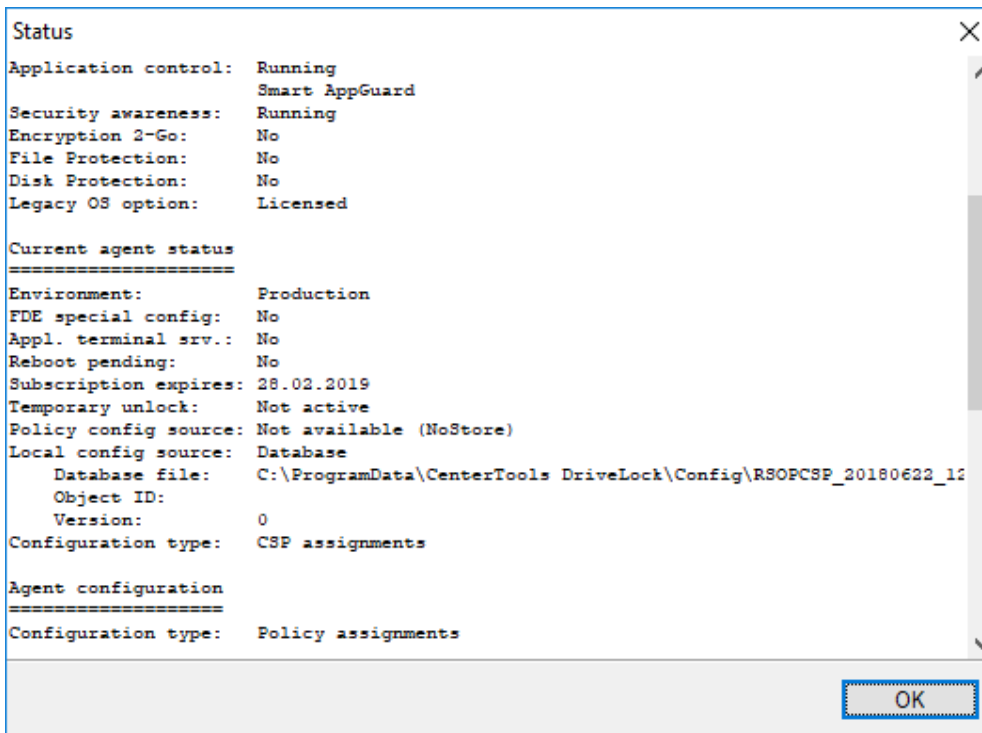 Status
Application control: Running
Smart AppGuard
Security awareness: Running
Encryption 2-Go: No
File Protection: No
Disk Protection: No
Legacy OS option: Licensed
Current agent status
====================
Environment: Production
FDE special config: No
Appl. terminal srv.: No
Reboot pending: No
Subscription expires: 28.02.2019
Temporary unlock: Not active
Policy config source: Not available (NoStore)
Local config source: Database
Database file: C:\ProgramData\CenterTools DriveLock\Config\RSOPCSP_20180622_12
Object ID:
Version: 0
Configuration type: CSP assignments
Agent configuration
===================
Configuration type: Policy assignments
OK